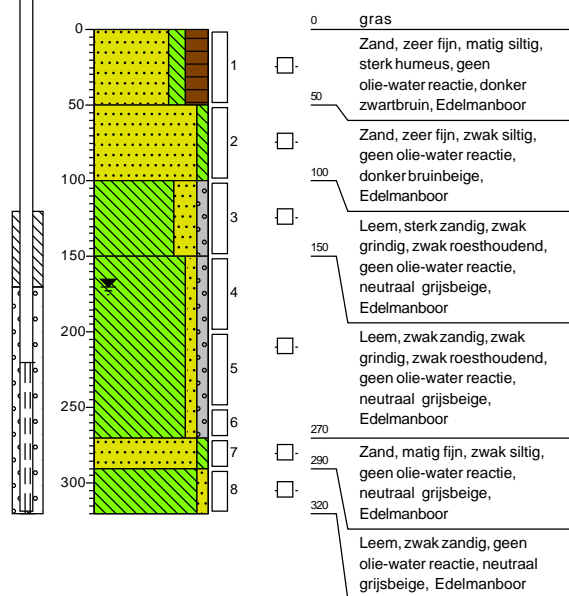 0
50
100
150
200
250
300
1
2
3
4
5
6
7
8
0 gras
Zand, zeer fijn, matig siltig,
sterk humeus, geen
olie-water reactie, donker
zwartbruin, Edelmanboor
50
Zand, zeer fijn, zwak siltig,
geen olie-water reactie,
donker bruinbeige,
Edelmanboor
100
Leem, sterk zandig, zwak
grindig, zwak roesthoudend,
geen olie-water reactie,
neutraal grijsbeige,
Edelmanboor
150
Leem, zwak zandig, zwak
grindig, zwak roesthoudend,
geen olie-water reactie,
neutraal grijsbeige,
Edelmanboor
270
Zand, matig fijn, zwak siltig,
geen olie-water reactie,
neutraal grijsbeige,
Edelmanboor
290
320
Leem, zwak zandig, geen
olie-water reactie, neutraal
grijsbeige, Edelmanboor